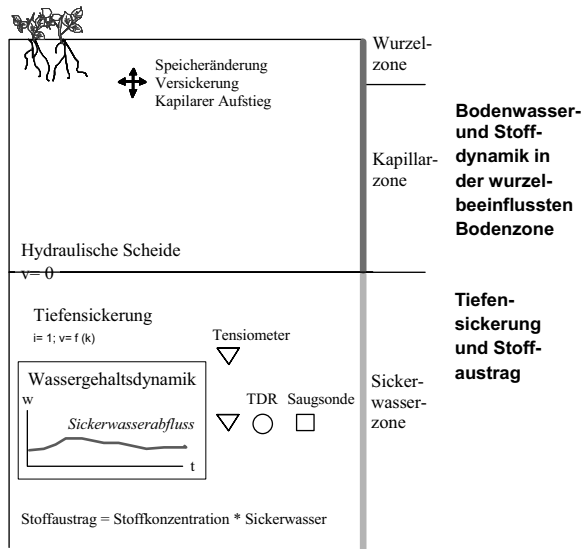 Speicheränderung
Versickerung
Kapilarer Aufstieg
Wurzel-
zone
Kapillar-
zone
Bodenwasser-
und Stoff-
dynamik in
der wurzel-
beeinflussten
Bodenzone
Hydraulische Scheide
v= 0
Tiefensickerung
i= 1; v= f (k)
Tensiometer
Wassergehaltsdynamik
w
Sickerwasserabfluss
t
TDR
Saugsonde
Sicker-
wasser-
zone
Tiefen-
sickerung
und Stoff-
austrag
Stoffaustrag = Stoffkonzentration * Sickerwasser